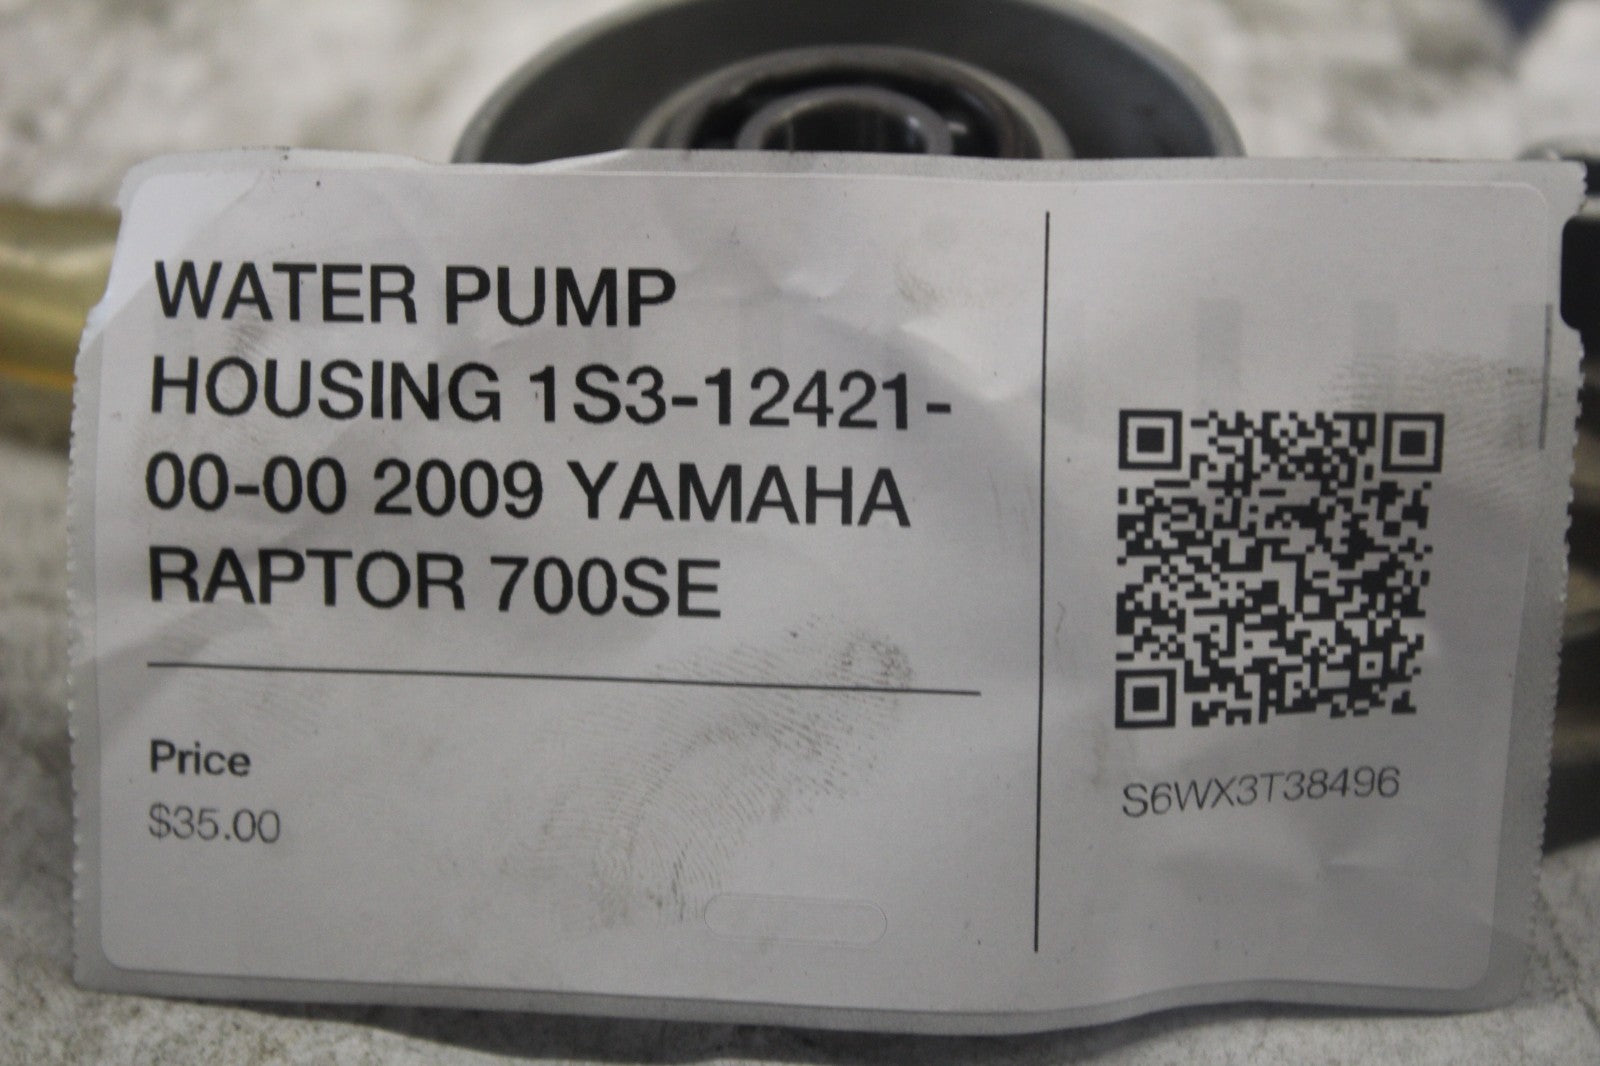 WATER PUMP
HOUSING 1S3-12421-
00-00 2009 YAMAHA
RAPTOR 700SE
Price
$35.00
S6WX3T38496